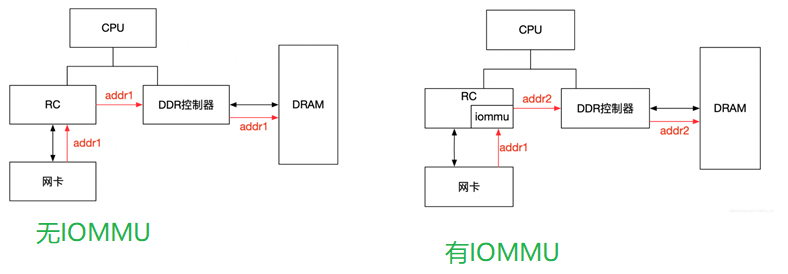 CPU
RC
addr1
DDR控制器
DRAM
addr1
addr1
网卡
无IOMMU
CPU
RC
iommu
addr2
DDR控制器
DRAM
addr2
addr1
网卡
有IOMMU